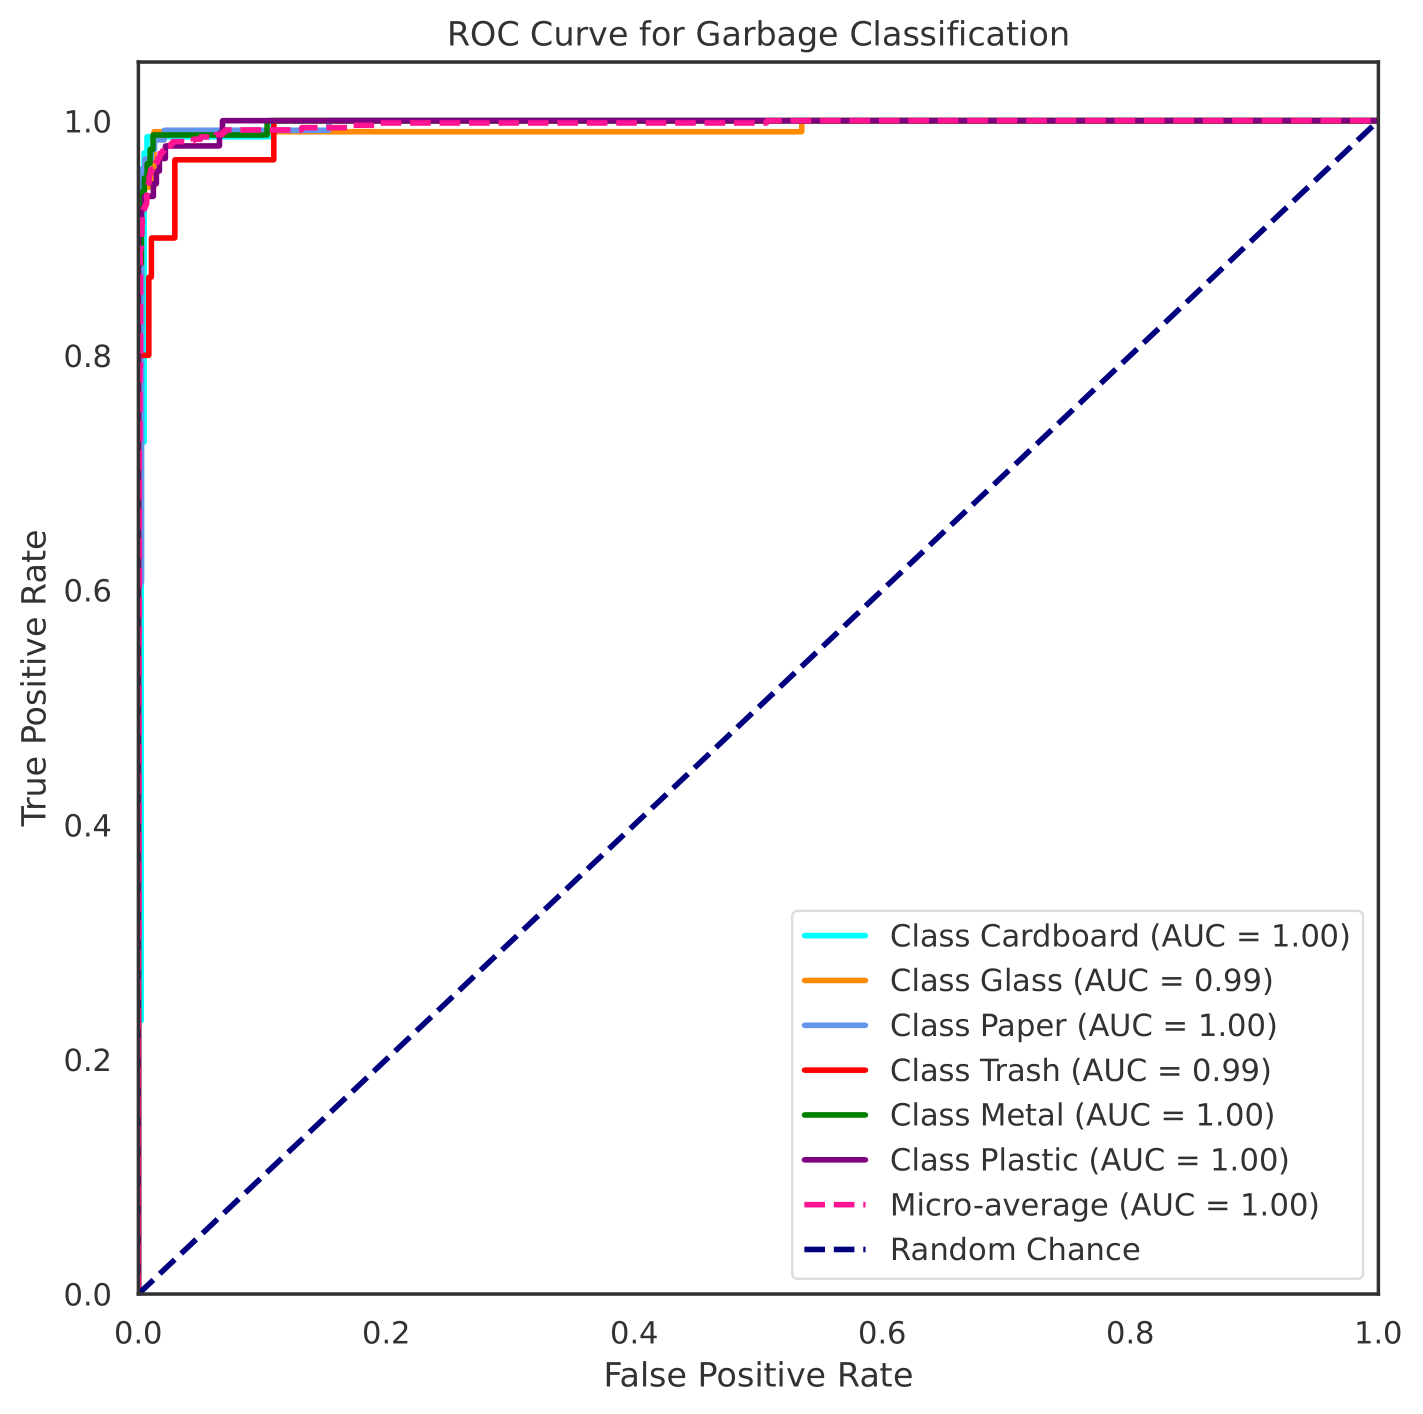 ROC Curve for Garbage Classification
1.0
0.8
0.6
0.4
0.2
0.0
True Positive Rate
Class Cardboard (AUC = 1.00)
Class Glass (AUC = 0.99)
Class Paper (AUC = 1.00)
Class Trash (AUC = 0.99)
Class Metal (AUC = 1.00)
Class Plastic (AUC = 1.00)
Micro-average (AUC = 1.00)
Random Chance
0.0 0.2 0.4 0.6 0.8 1.0
False Positive Rate